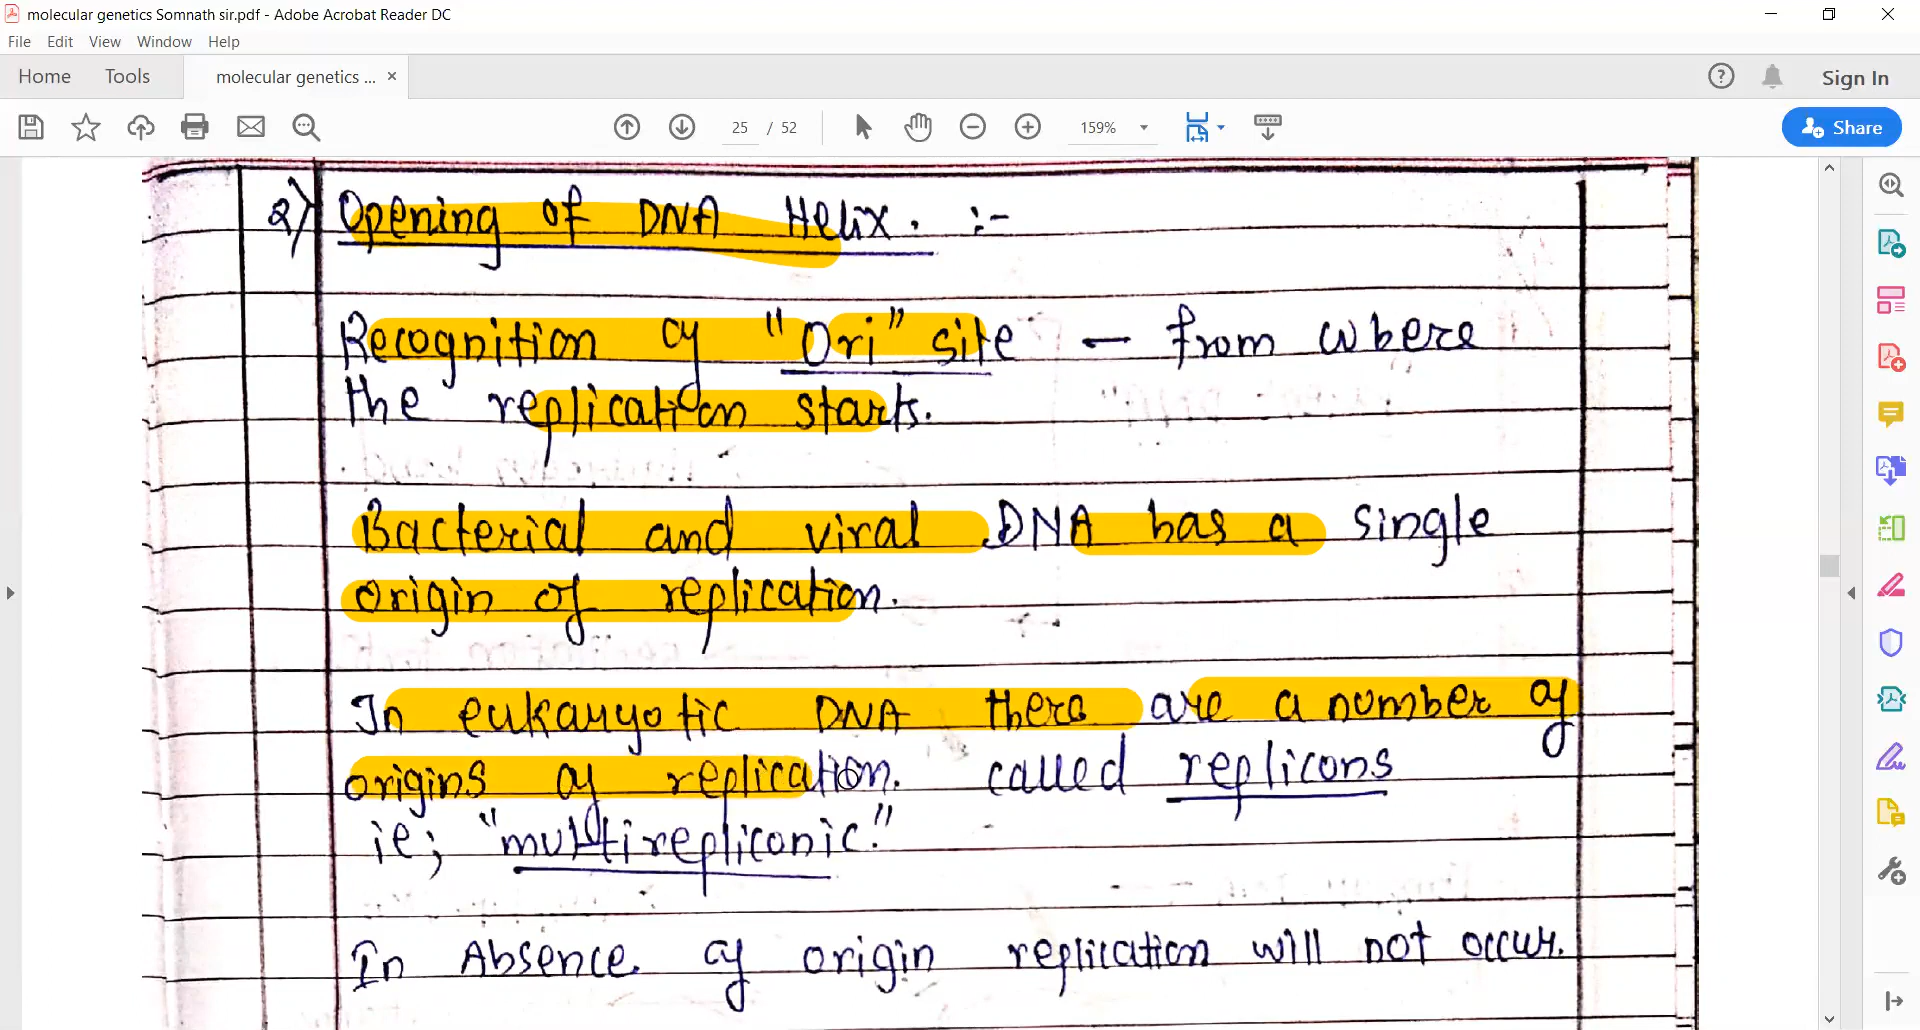 molecular genetics Somnath sir.pdf - Adobe Acrobat Reader DC
File Edit View Window Help
Home Tools molecular genetics ... × Sign In
25 / 52 159% Share
2) Opening of DNA Helix. :-
Recognition of "Ori" site — from where
the replication starts.
Bacterial and viral DNA has a single
origin of replication.
In eukaryotic DNA there are a number of
origins of replication. called replicons
ie; "multirepliconic."
In Absence of origin replication will not occur.